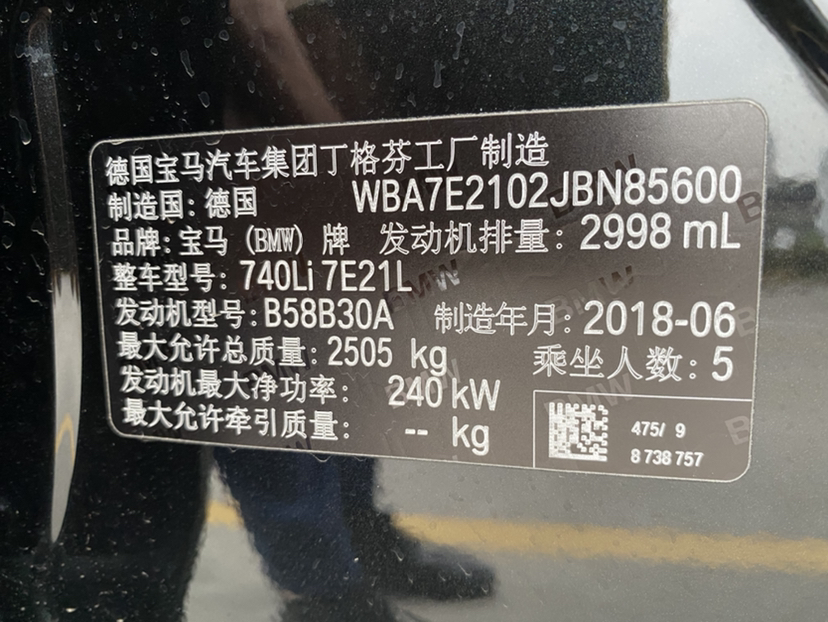 德国宝马汽车集团丁格芬工厂制造
制造国: 德国 WBA7E2102JBN85600
品牌: 宝马 (BMW) 牌 发动机排量: 2998 mL
整车型号: 740Li 7E21L
发动机型号: B58B30A 制造年月: 2018-06
最大允许总质量: 2505 kg 乘坐人数: 5
发动机最大净功率: 240 kW
最大允许牵引质量: -- kg
475/ 9
8 738 757